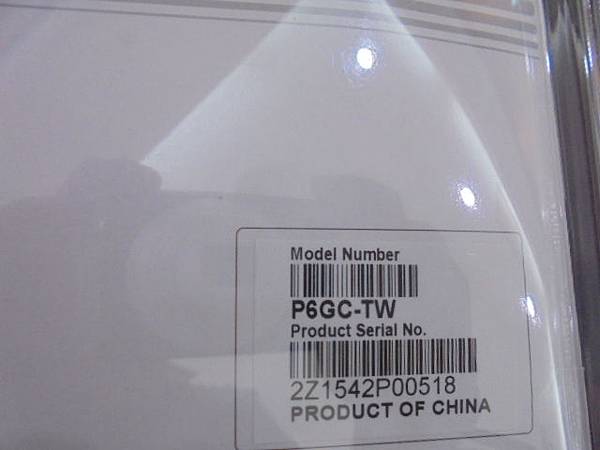 Model Number
P6GC-TW
Product Serial No.
2Z1542P00518
PRODUCT OF CHINA